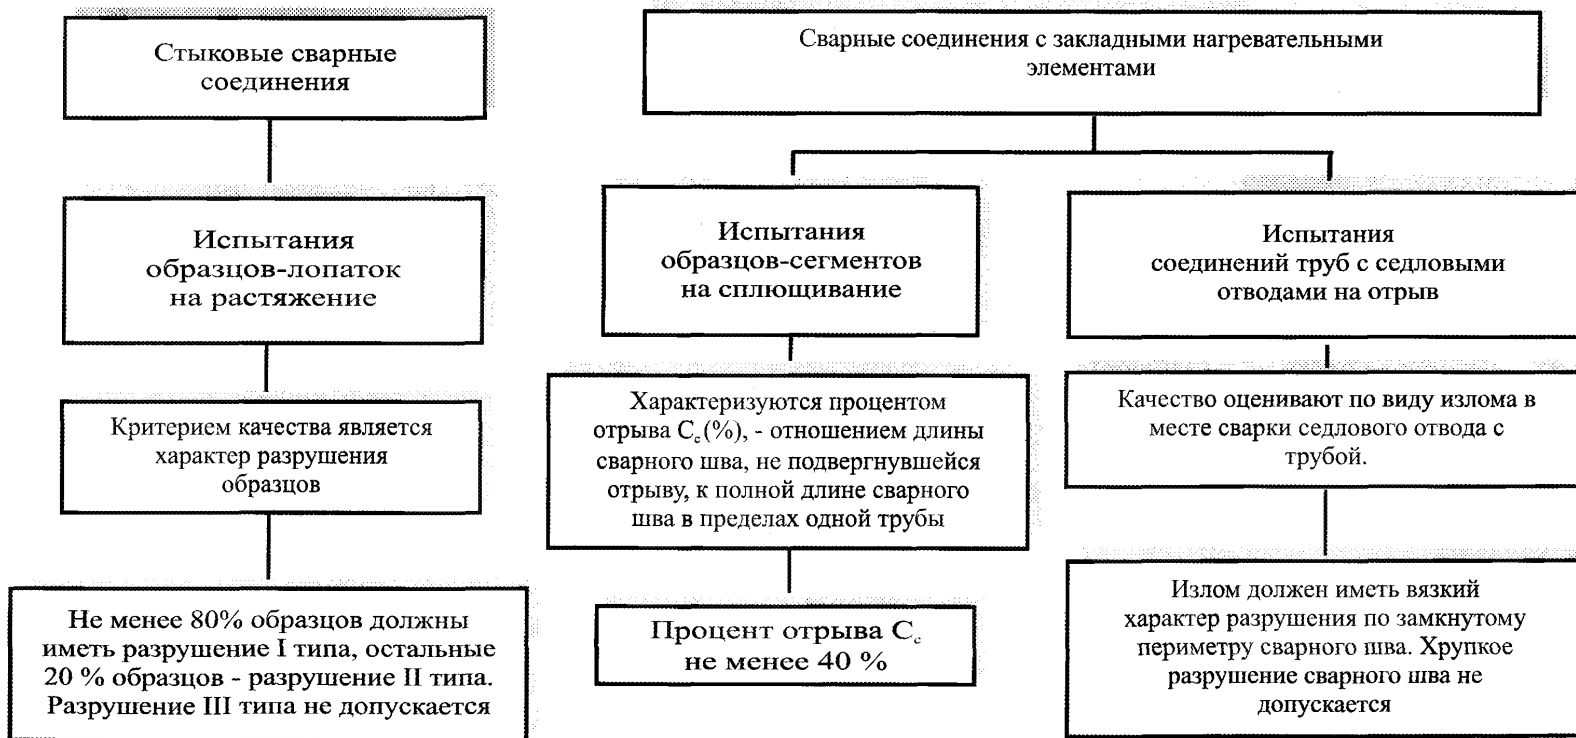 Стыковые сварные
соединения
Испытания
образцов-лопаток
на растяжение
Критерием качества является
характер разрушения
образцов
Не менее 80% образцов должны
иметь разрушение I типа, остальные
20 % образцов - разрушение II типа.
Разрушение III типа не допускается
Сварные соединения с закладными нагревательными
элементами
Испытания
образцов-сегментов
на сплющивание
Характеризуются процентом
отрыва Cс(%), - отношением длины
сварного шва, не подвергнувшейся
отрыву, к полной длине сварного
шва в пределах одной трубы
Процент отрыва Cс
не менее 40 %
Испытания
соединений труб с седловыми
отводами на отрыв
Качество оценивают по виду излома в
месте сварки седлового отвода с
трубой.
Излом должен иметь вязкий
характер разрушения по замкнутому
периметру сварного шва. Хрупкое
разрушение сварного шва не
допускается